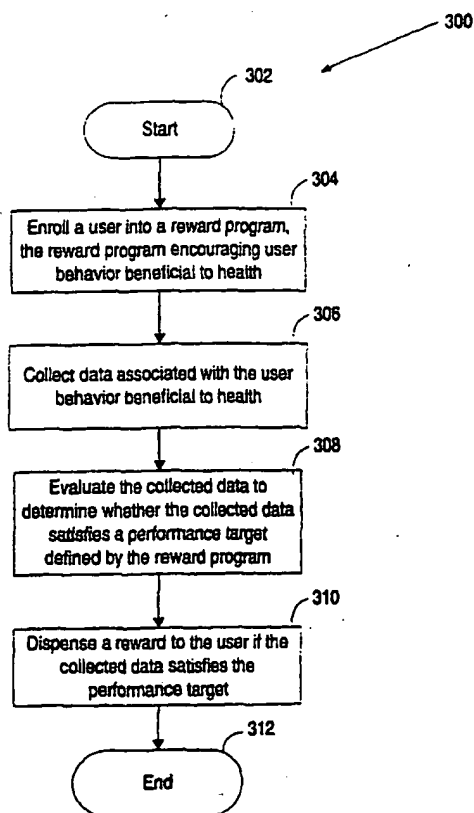 300
302
Start
304
Enroll a user into a reward program,
the reward program encouraging user
behavior beneficial to health
306
Collect data associated with the user
behavior beneficial to health
308
Evaluate the collected data to
determine whether the collected data
satisfies a performance target
defined by the reward program
310
Dispense a reward to the user if the
collected data satisfies the
performance target
312
End